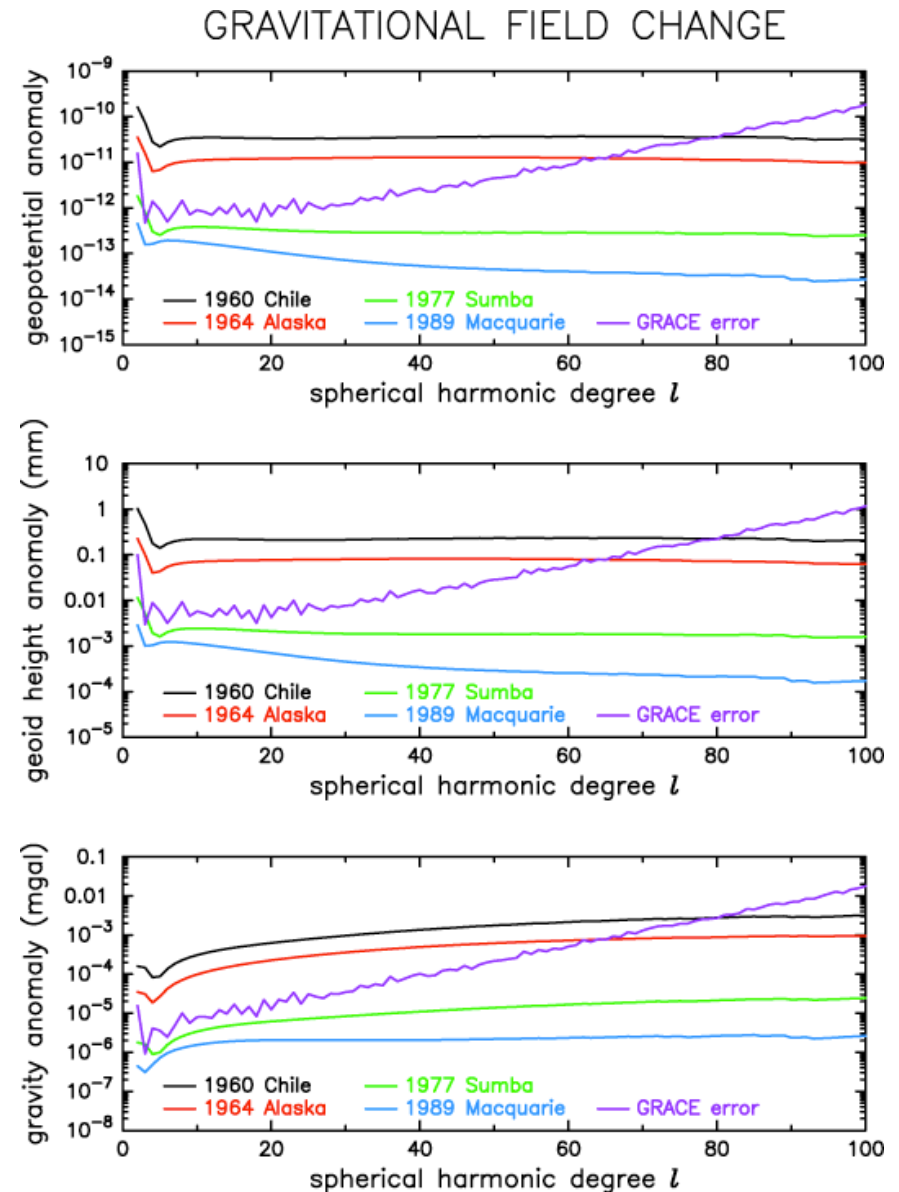 GRAVITATIONAL FIELD CHANGE
geopotential anomaly
10⁻⁹
10⁻¹⁰
10⁻¹¹
10⁻¹²
10⁻¹³
10⁻¹⁴
10⁻¹⁵
1960 Chile 1977 Sumba
1964 Alaska 1989 Macquarie GRACE error
0 20 40 60 80 100
spherical harmonic degree l
geoid height anomaly (mm)
10
1
0.1
0.01
10⁻³
10⁻⁴
10⁻⁵
1960 Chile 1977 Sumba
1964 Alaska 1989 Macquarie GRACE error
0 20 40 60 80 100
spherical harmonic degree l
gravity anomaly (mgal)
0.1
0.01
10⁻³
10⁻⁴
10⁻⁵
10⁻⁶
10⁻⁷
10⁻⁸
1960 Chile 1977 Sumba
1964 Alaska 1989 Macquarie GRACE error
0 20 40 60 80 100
spherical harmonic degree l